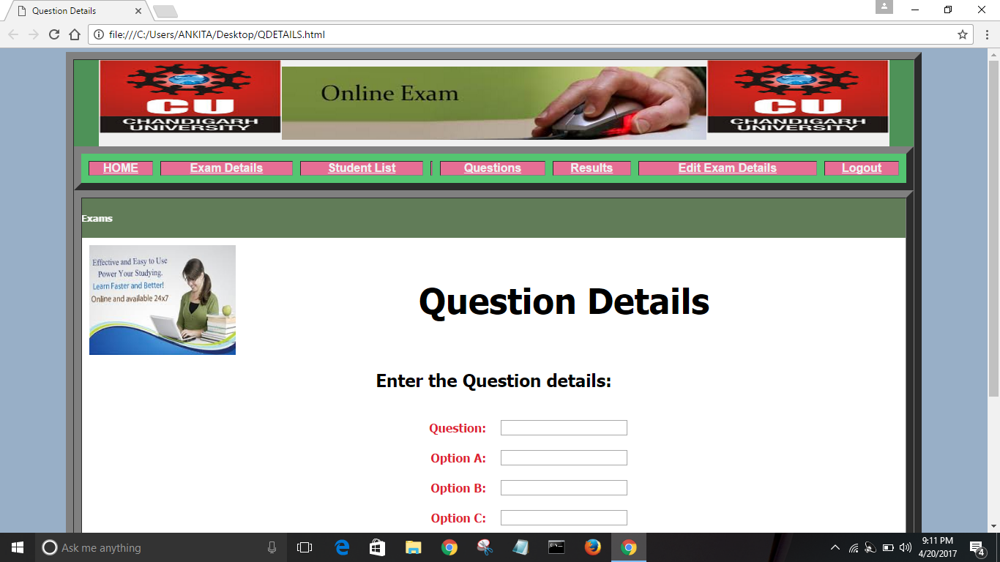 Question Details
file:///C:/Users/ANKITA/Desktop/QDETAILS.html
CU
CHANDIGARH
UNIVERSITY
Online Exam
CU
CHANDIGARH
UNIVERSITY
HOME Exam Details Student List Questions Results Edit Exam Details Logout
Exams
Effective and Easy to Use
Power Your Studying.
Learn Faster and Better!
Online and available 24x7
Question Details
Enter the Question details:
Question:
Option A:
Option B:
Option C:
Ask me anything
9:11 PM
4/20/2017
4